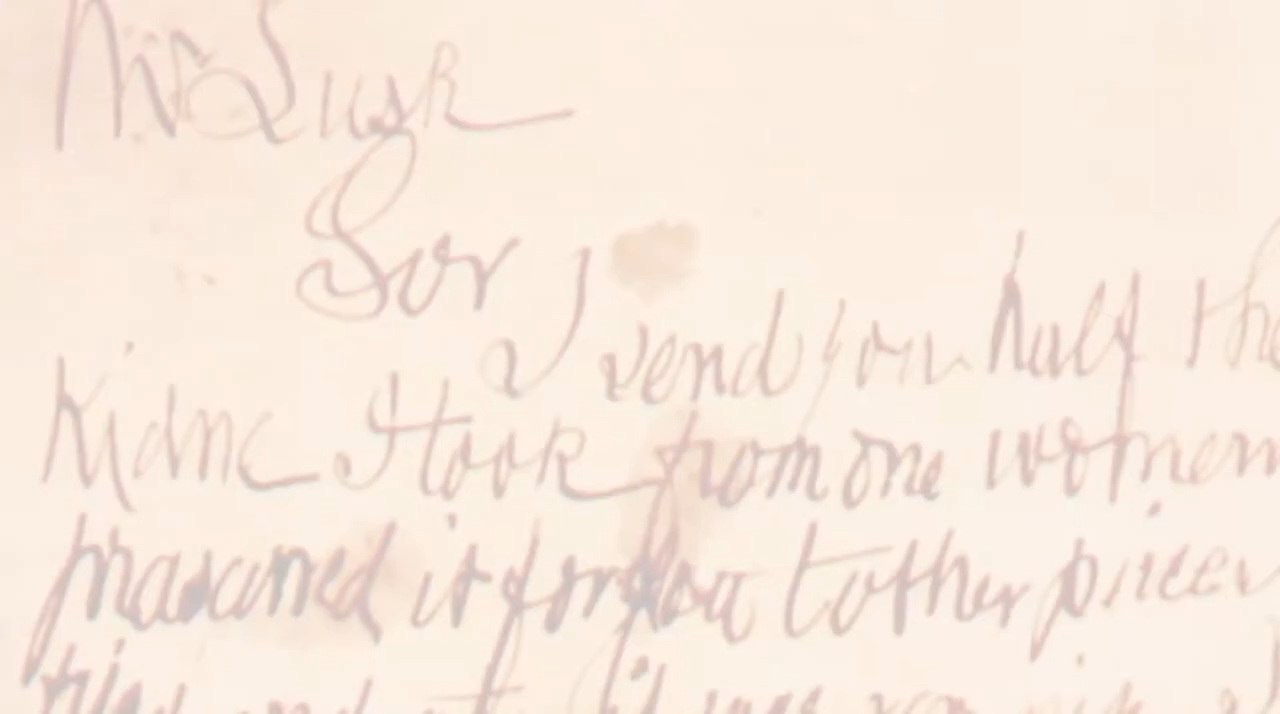 Mr Lusk
Sor
I send you half the
Kidne I took from one women
prasarved it for you tother piece